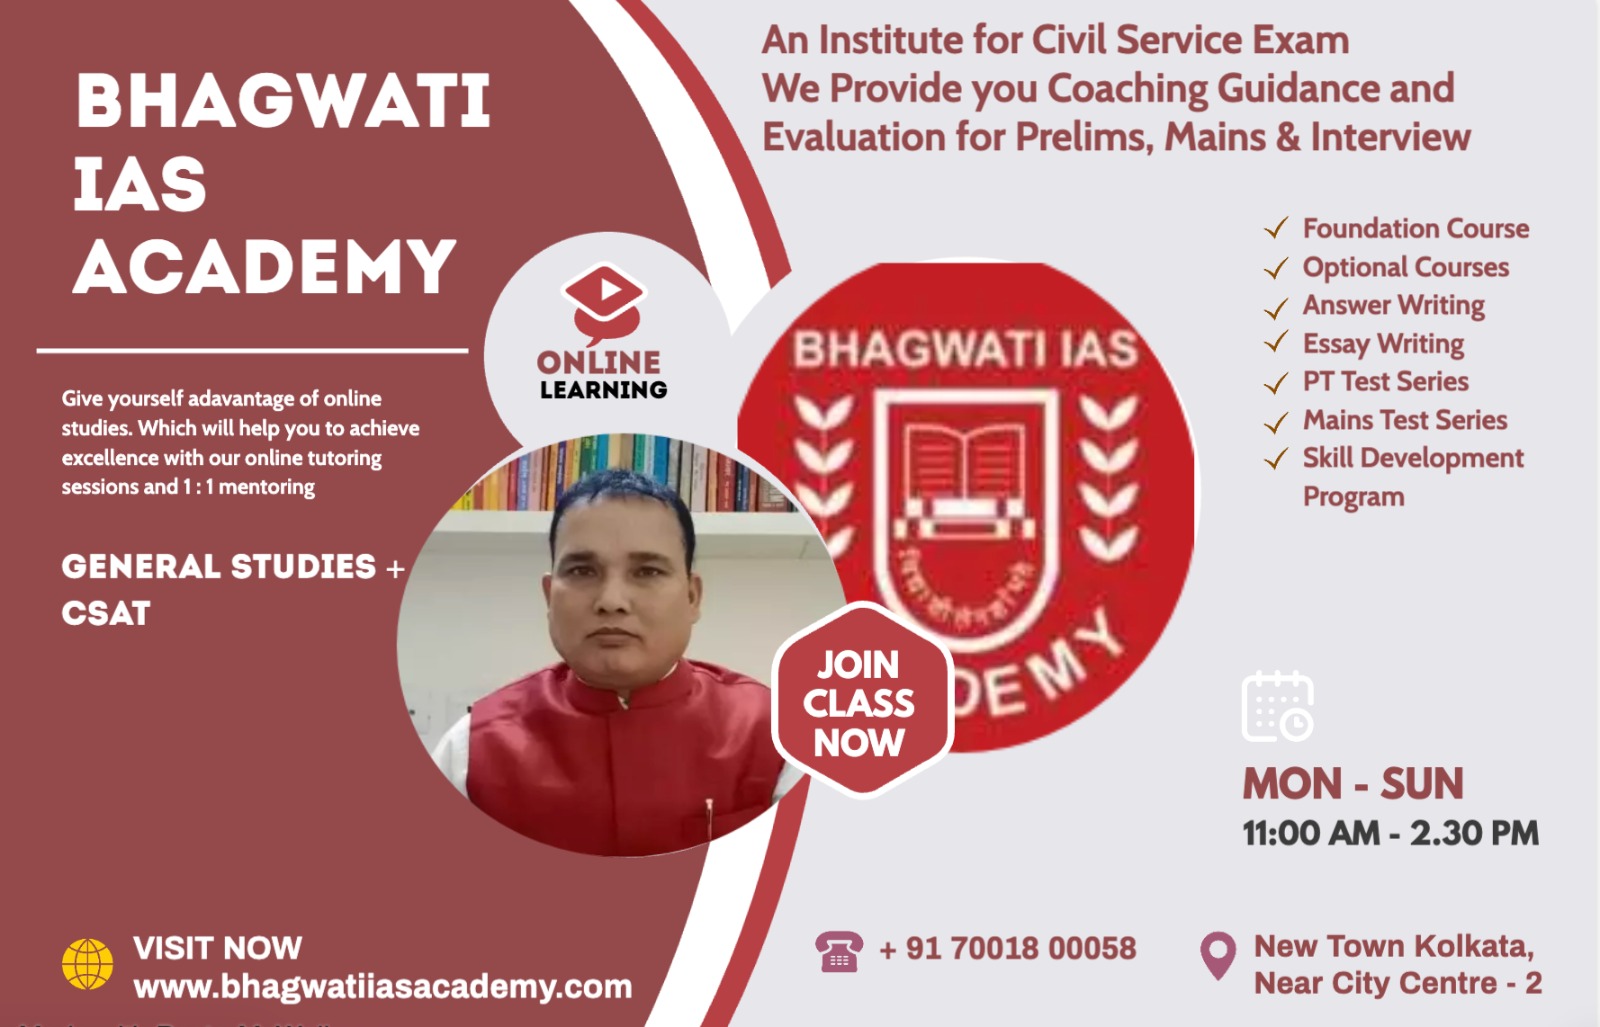 BHAGWATI
IAS
ACADEMY
Give yourself adavantage of online
studies. Which will help you to achieve
excellence with our online tutoring
sessions and 1 : 1 mentoring
GENERAL STUDIES +
CSAT
ONLINE
LEARNING
An Institute for Civil Service Exam
We Provide you Coaching Guidance and
Evaluation for Prelims, Mains & Interview
✓ Foundation Course
✓ Optional Courses
✓ Answer Writing
✓ Essay Writing
✓ PT Test Series
✓ Mains Test Series
✓ Skill Development
Program
BHAGWATI IAS
DEMY
JOIN
CLASS
NOW
MON - SUN
11:00 AM - 2.30 PM
VISIT NOW
www.bhagwatiiasacademy.com
+ 91 70018 00058
New Town Kolkata,
Near City Centre - 2